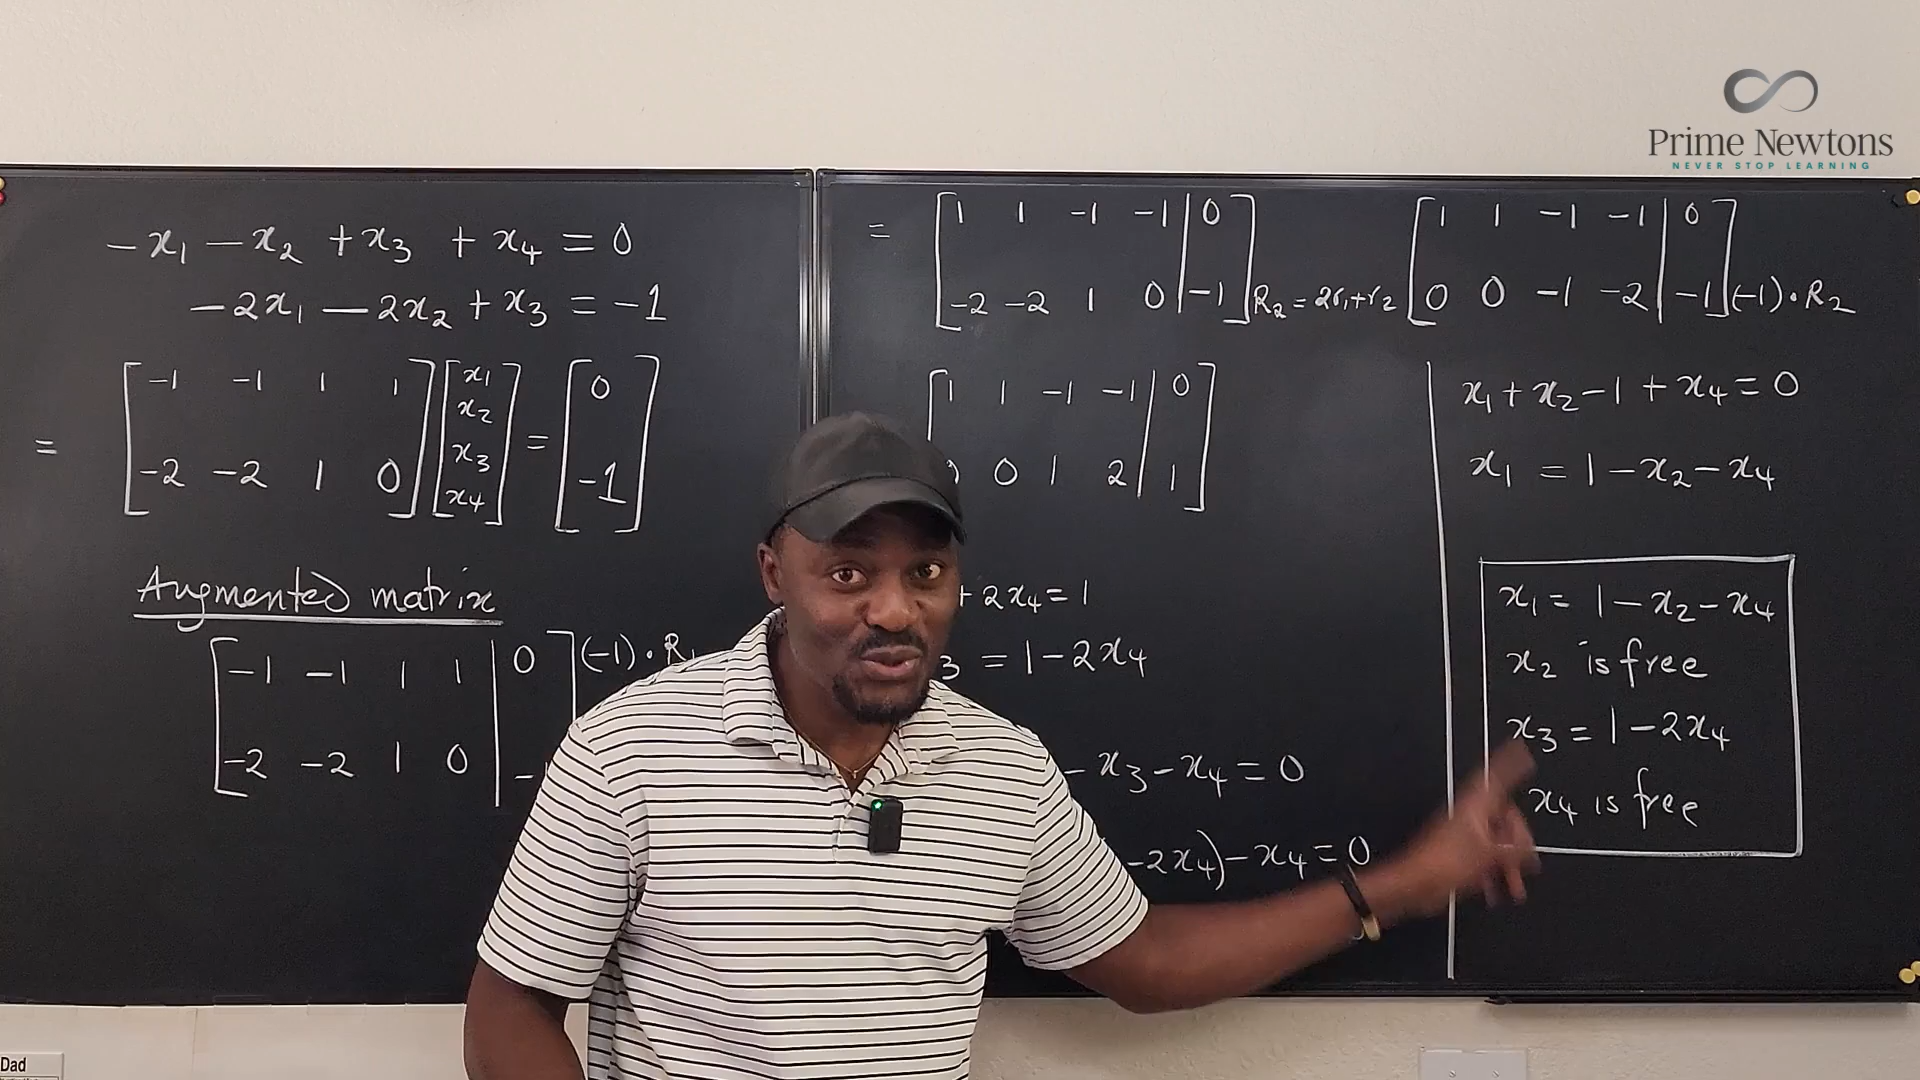 Prime Newtons
NEVER STOP LEARNING
-x₁ - x₂ + x₃ + x₄ = 0
-2x₁ - 2x₂ + x₃ = -1
= [-1 -1 1 1] [x₁ x₂ x₃ x₄] = [0
-2 -2 1 0] -1]
Augmented matrix
[-1 -1 1 1 | 0] (-1)·R
-2 -2 1 0 | -
= [1 1 -1 -1 | 0]
-2 -2 1 0 | -1] R₂ = 2r₁+r₂
[1 1 -1 -1 | 0]
0 0 -1 -2 | -1] (-1)·R₂
[1 1 -1 -1 | 0]
0 0 1 2 | 1]
+ 2x₄ = 1
₃ = 1 - 2x₄
- x₃ - x₄ = 0
-2x₄) - x₄ = 0
x₁ + x₂ - 1 + x₄ = 0
x₁ = 1 - x₂ - x₄
x₁ = 1 - x₂ - x₄
x₂ is free
x₃ = 1 - 2x₄
x₄ is free
Dad